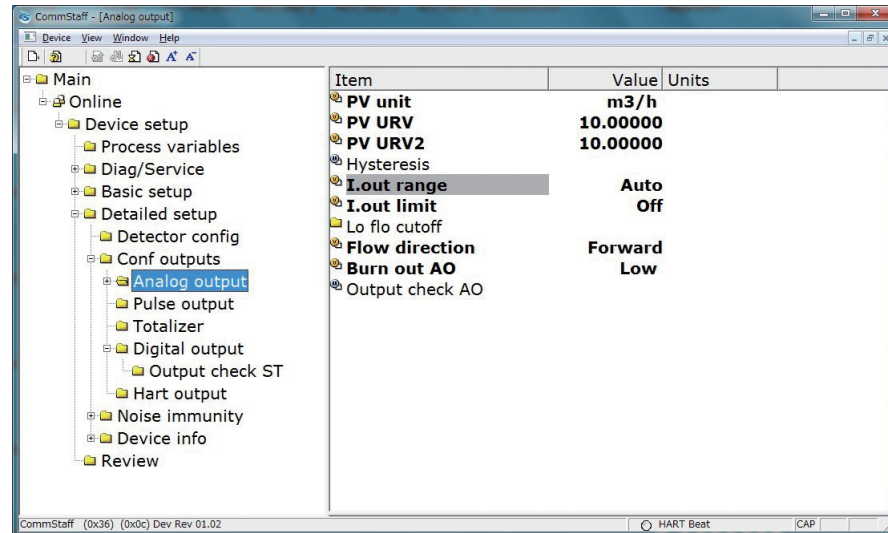 CommStaff - [Analog output]
Device View Window Help
Main
Online
Device setup
Process variables
Diag/Service
Basic setup
Detailed setup
Detector config
Conf outputs
Analog output
Pulse output
Totalizer
Digital output
Output check ST
Hart output
Noise immunity
Device info
Review
Item Value Units
PV unit m3/h
PV URV 10.00000
PV URV2 10.00000
Hysteresis
I.out range Auto
I.out limit Off
Lo flo cutoff
Flow direction Forward
Burn out AO Low
Output check AO
CommStaff (0x36) (0x0c) Dev Rev 01.02 HART Beat CAP